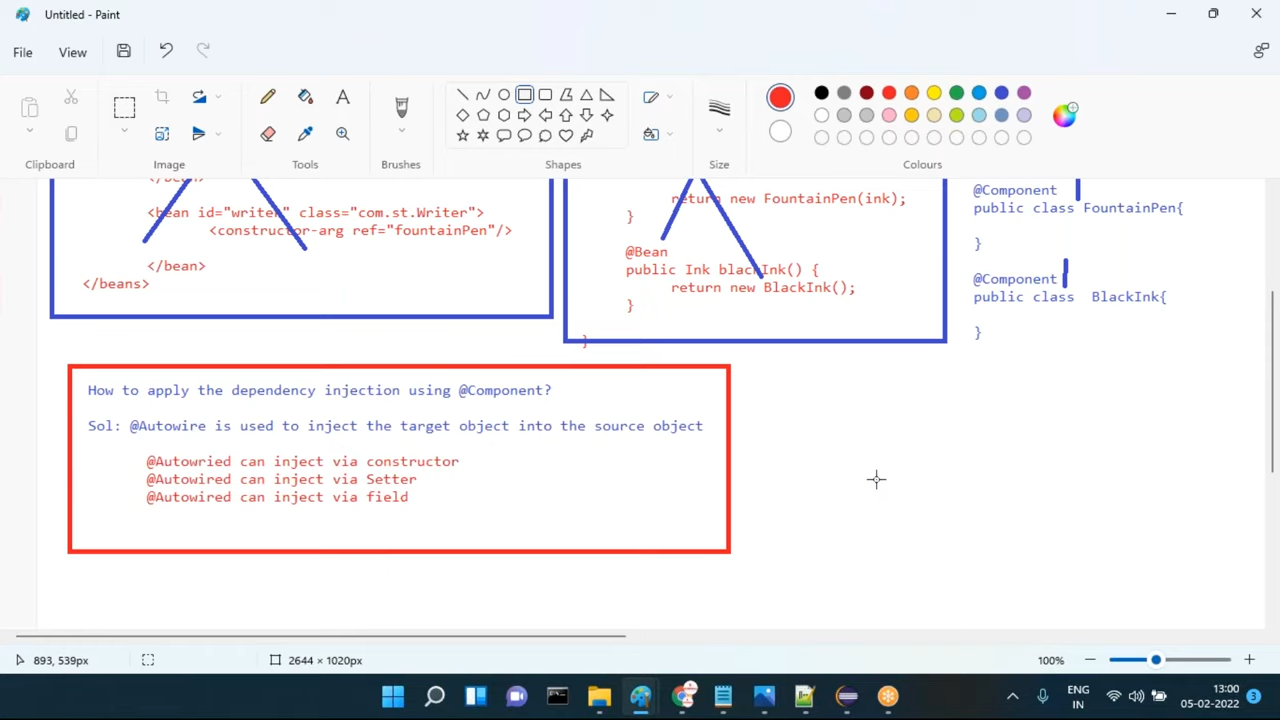 Untitled - Paint
File
View
Clipboard
Image
Tools
Brushes
Shapes
Size
Colours
</bean>
<bean id="writer" class="com.st.Writer">
<constructor-arg ref="fountainPen"/>
</bean>
</beans>
return new FountainPen(ink);
}
@Bean
public Ink blackInk() {
return new BlackInk();
}
}
@Component
public class FountainPen{
}
@Component
public class BlackInk{
}
How to apply the dependency injection using @Component?
Sol: @Autowire is used to inject the target object into the source object
@Autowried can inject via constructor
@Autowired can inject via Setter
@Autowired can inject via field
893, 539px
2644 × 1020px
100%
ENG
IN
13:00
05-02-2022
3